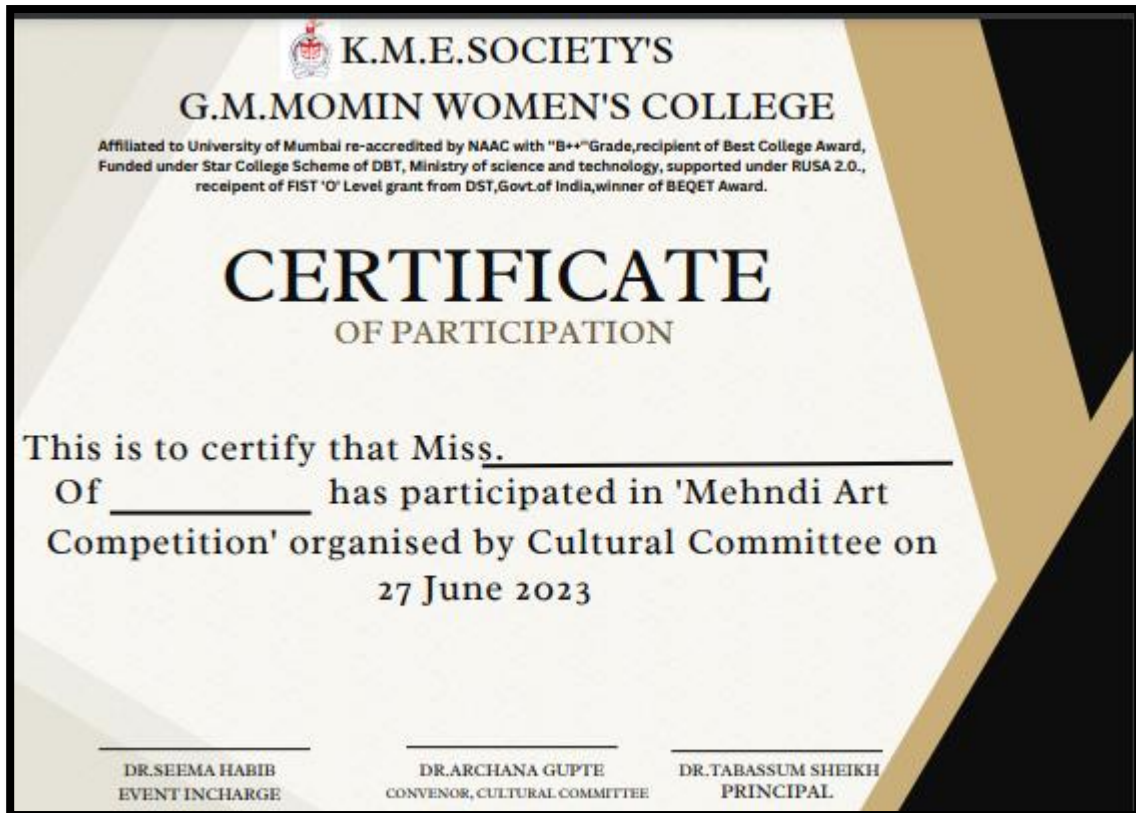 K.M.E.SOCIETY'S
G.M.MOMIN WOMEN'S COLLEGE
Affiliated to University of Mumbai re-accredited by NAAC with "B++"Grade,recipient of Best College Award,
Funded under Star College Scheme of DBT, Ministry of science and technology, supported under RUSA 2.0.,
receipent of FIST 'O' Level grant from DST,Govt.of India,winner of BEQET Award.
CERTIFICATE
OF PARTICIPATION
This is to certify that Miss.
Of has participated in 'Mehndi Art
Competition' organised by Cultural Committee on
27 June 2023
DR.SEEMA HABIB DR.ARCHANA GUPTE DR.TABASSUM SHEIKH
EVENT INCHARGE CONVENOR, CULTURAL COMMITTEE PRINCIPAL